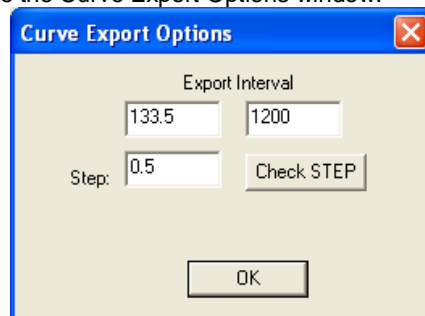 the Curve Export Options window.
Curve Export Options
Export Interval
133.5 1200
Step: 0.5 Check STEP
OK